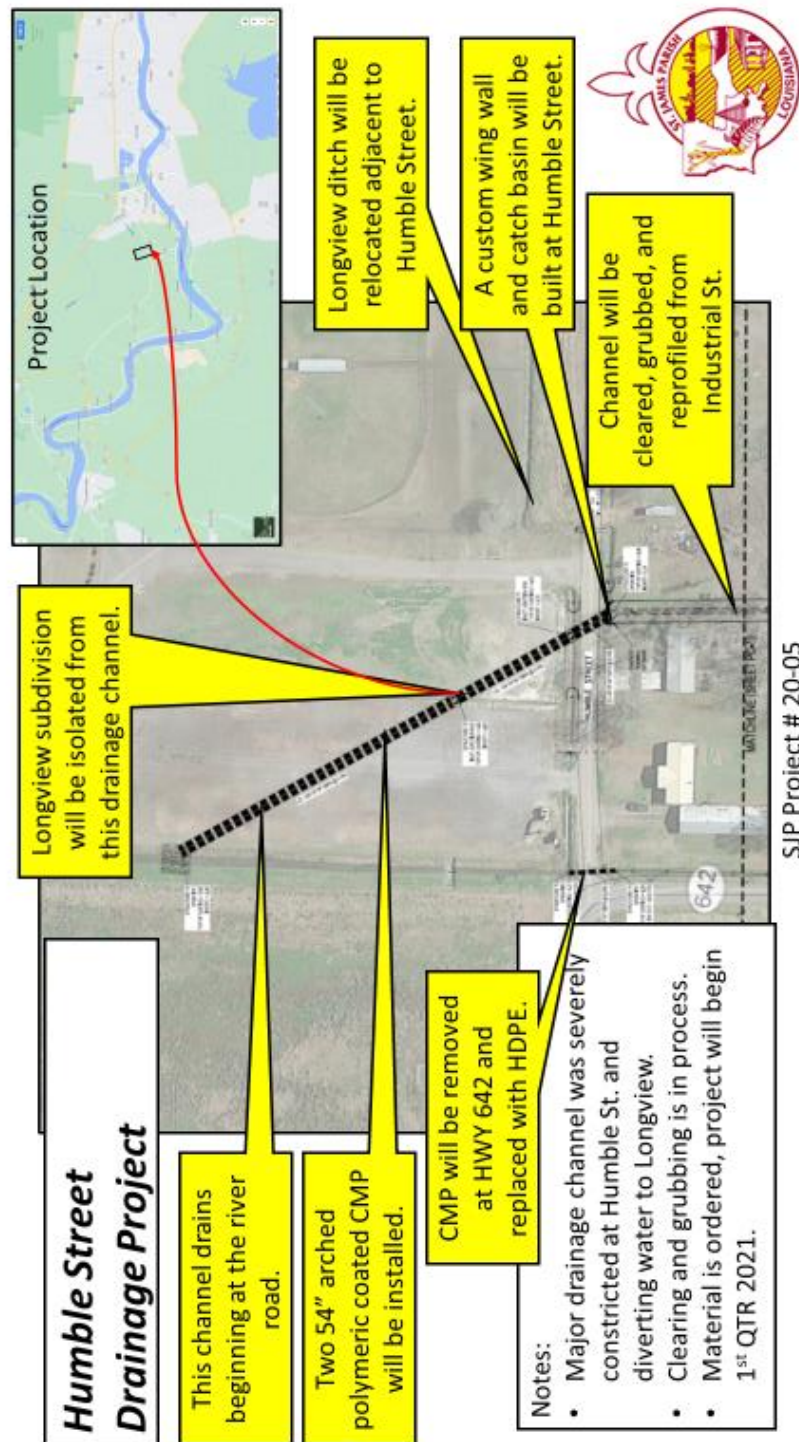 Humble Street
Drainage Project
This channel drains
beginning at the river
road.
Two 54” arched
polymeric coated CMP
will be installed.
CMP will be removed
at HWY 642 and
replaced with HDPE.
Notes:
• Major drainage channel was severely
constricted at Humble St. and
diverting water to Longview.
• Clearing and grubbing is in process.
• Material is ordered, project will begin
1st QTR 2021.
Longview subdivision
will be isolated from
this drainage channel.
Project Location
Longview ditch will be
relocated adjacent to
Humble Street.
A custom wing wall
and catch basin will be
built at Humble Street.
Channel will be
cleared, grubbed, and
reprofiled from
Industrial St.
HUMBLE STREET
642
SJP Project # 20-05
ST. JAMES PARISH
LOUISIANA